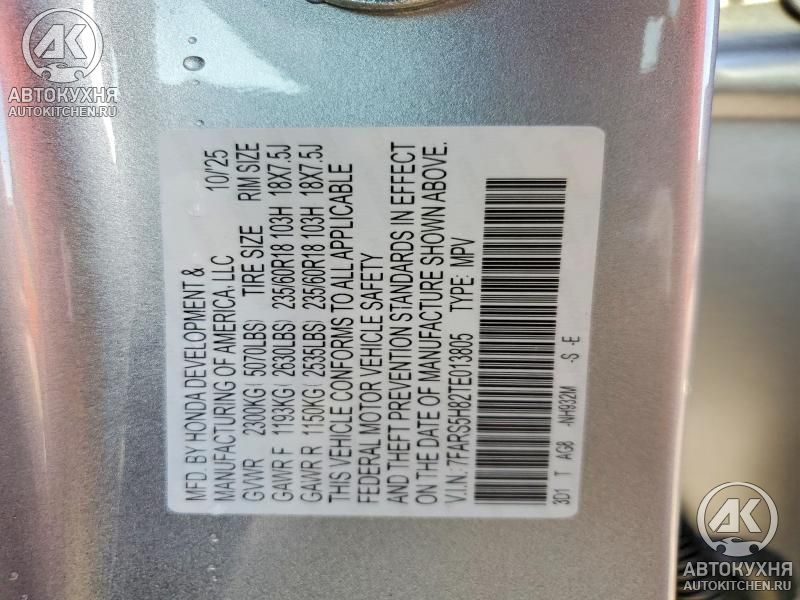 AK
АВТОКУХНЯ
AUTOKITCHEN.RU
MFD. BY HONDA DEVELOPMENT &
MANUFACTURING OF AMERICA, LLC 10/'25
GVWR 2300KG( 5070LBS) TIRE SIZE RIM SIZE
GAWR F 1193KG( 2630LBS) 235/60R18 103H 18X7.5J
GAWR R 1150KG( 2535LBS) 235/60R18 103H 18X7.5J
THIS VEHICLE CONFORMS TO ALL APPLICABLE
FEDERAL MOTOR VEHICLE SAFETY
AND THEFT PREVENTION STANDARDS IN EFFECT
ON THE DATE OF MANUFACTURE SHOWN ABOVE.
V.I.N.: 7FARS5H82TE013805 TYPE: MPV
3D1 T AG8 -NH932M -S -E
AK
АВТОКУХНЯ
AUTOKITCHEN.RU